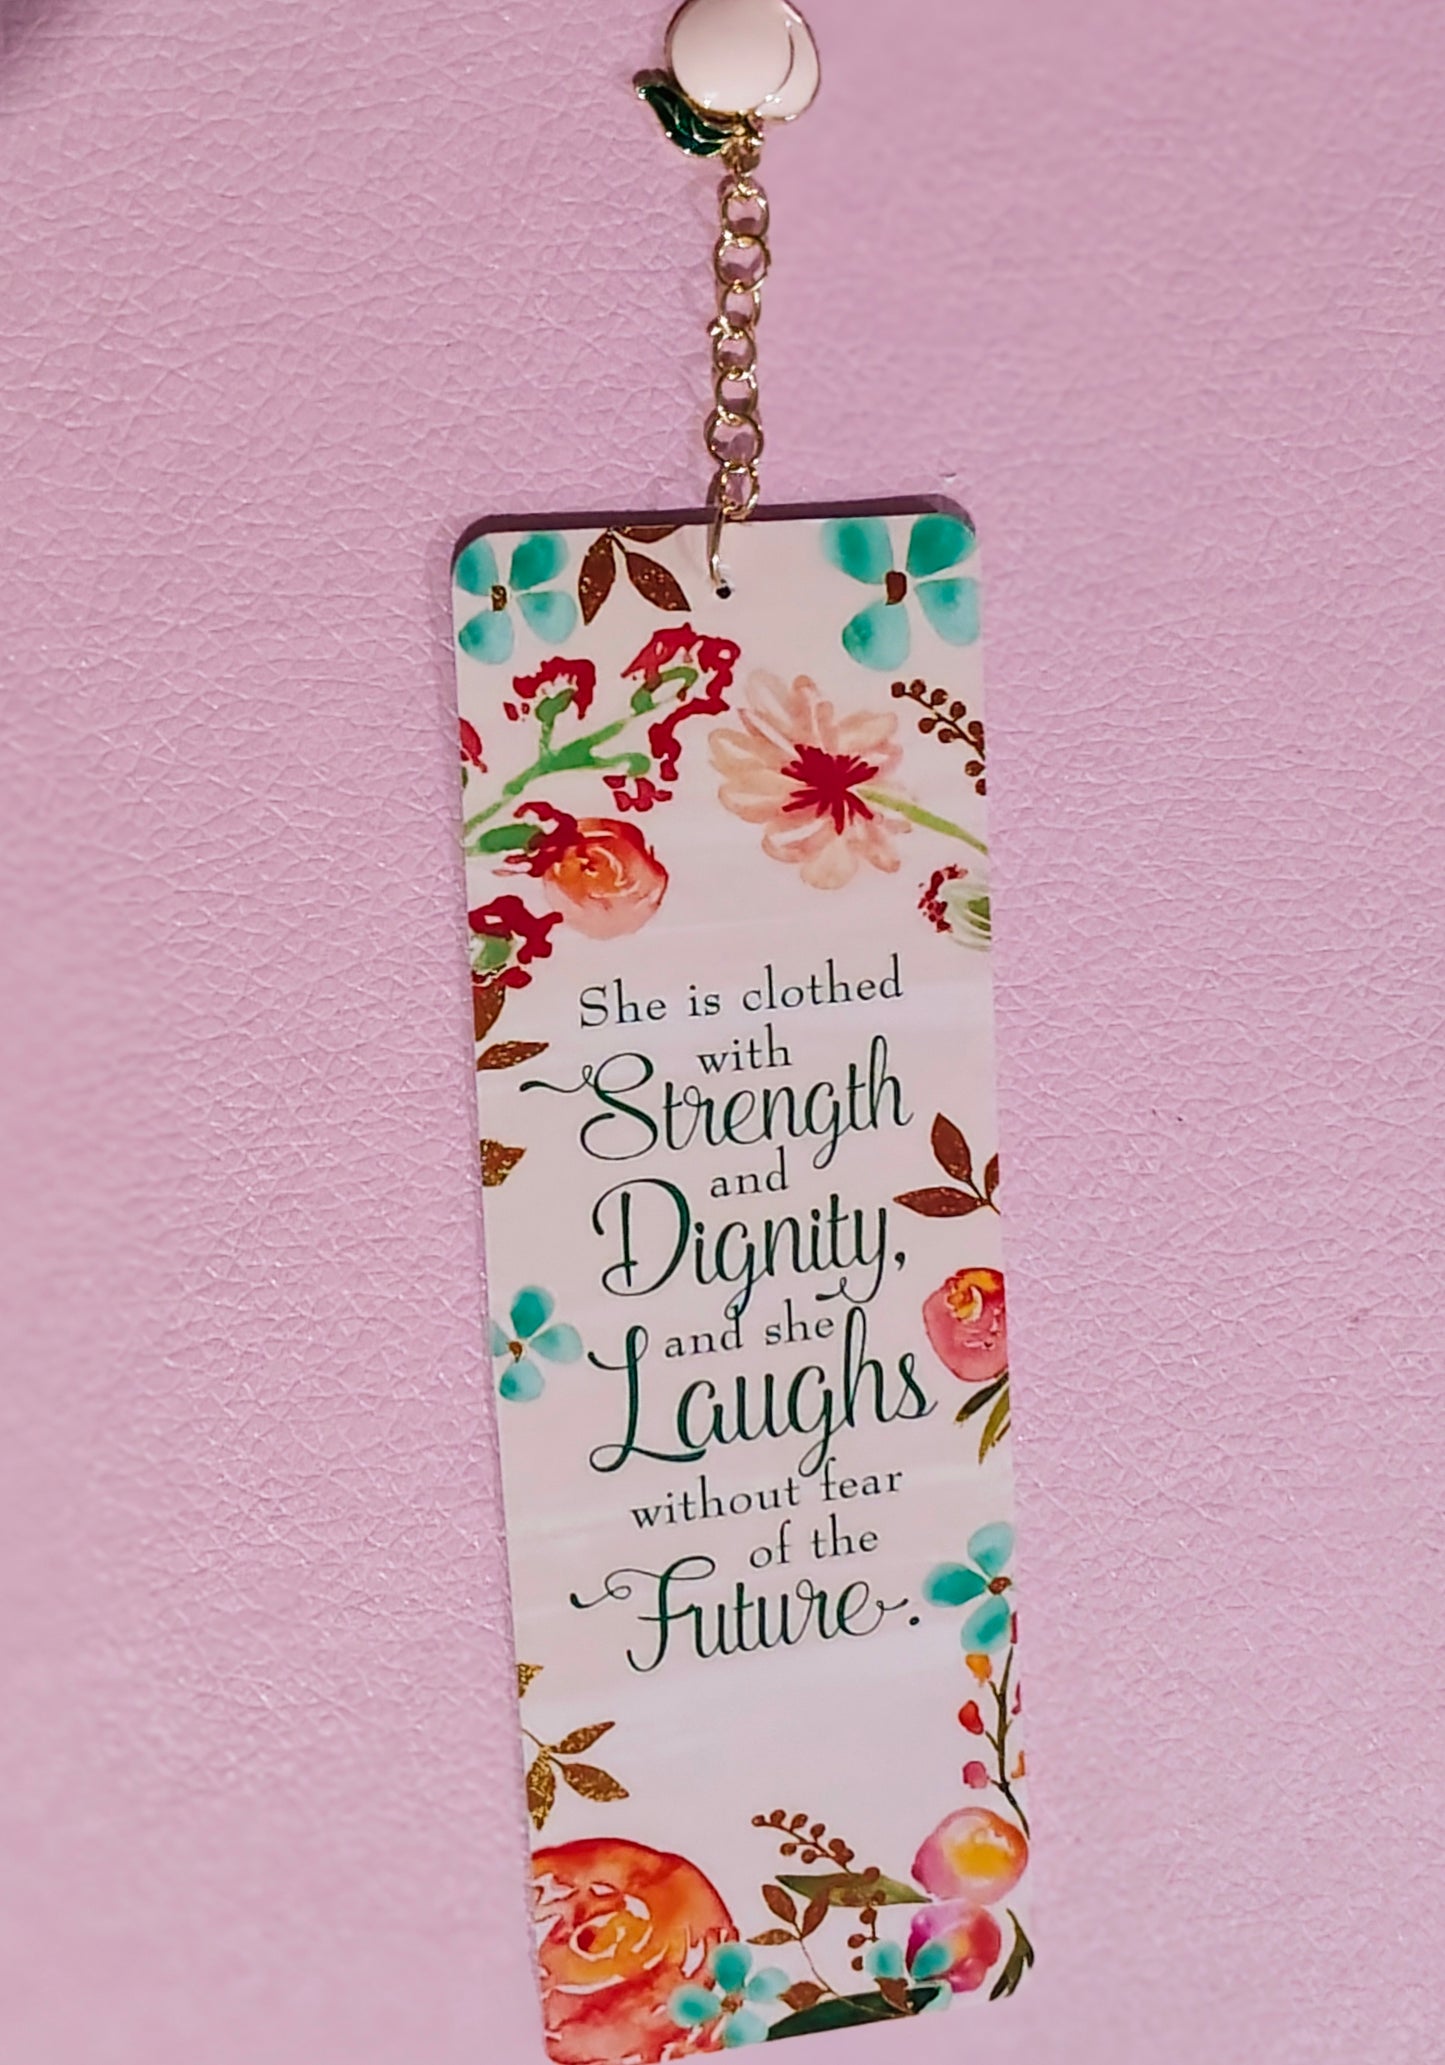 She is clothed
with
Strength
and
Dignity,
and she
Laughs
without fear
of the
Future.